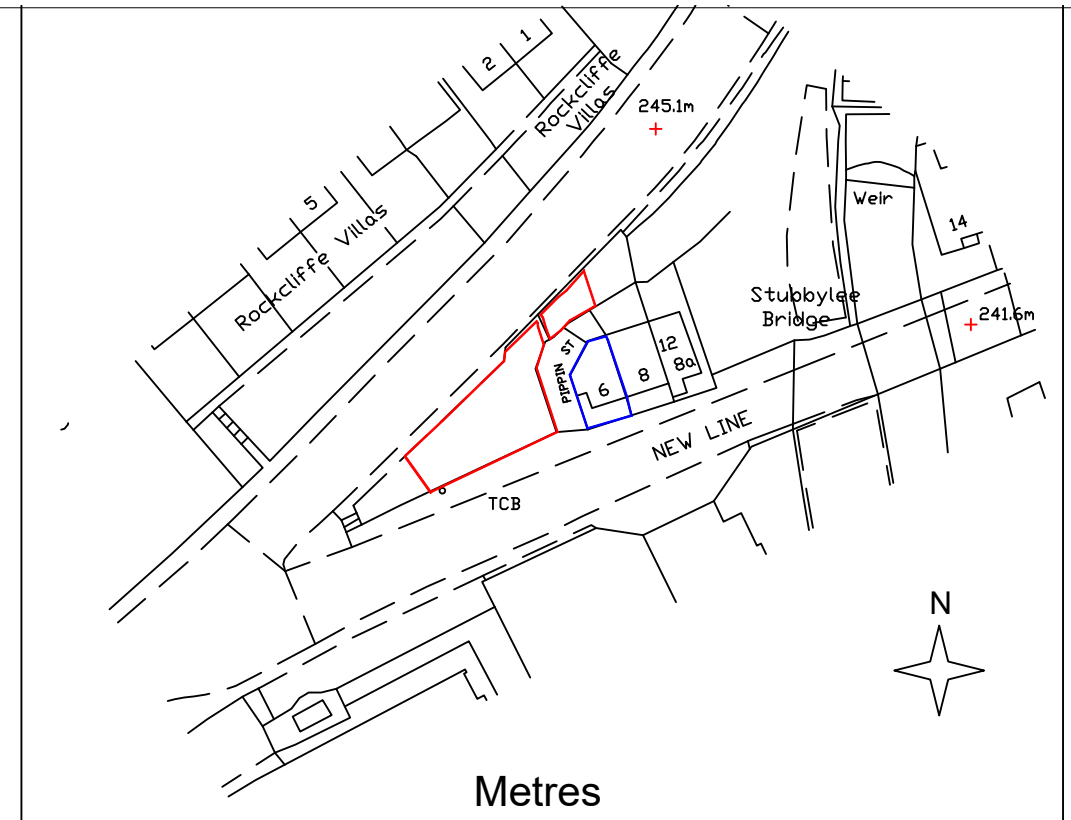 1
2
Rockcliffe
Villas
245.1m
5
Rockcliffe Villas
Weir
14
Stubbylee
Bridge
241.6m
PIPPIN ST
12
8a
8
6
NEW LINE
TCB
N
Metres